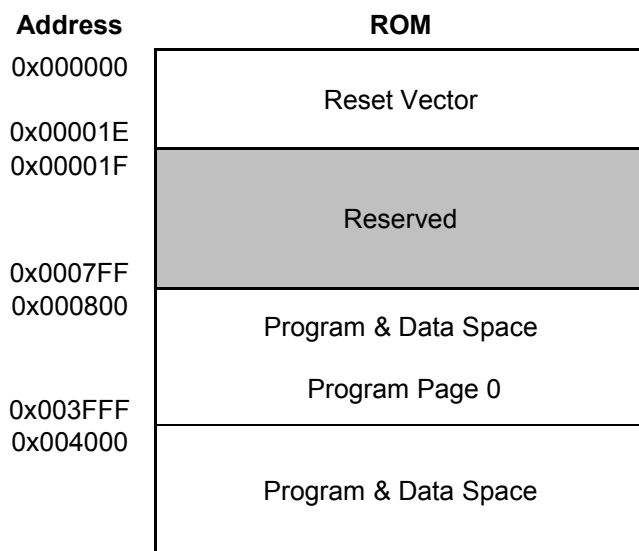 Address ROM
0x000000
Reset Vector
0x00001E
0x00001F
Reserved
0x0007FF
0x000800
Program & Data Space
Program Page 0
0x003FFF
0x004000
Program & Data Space